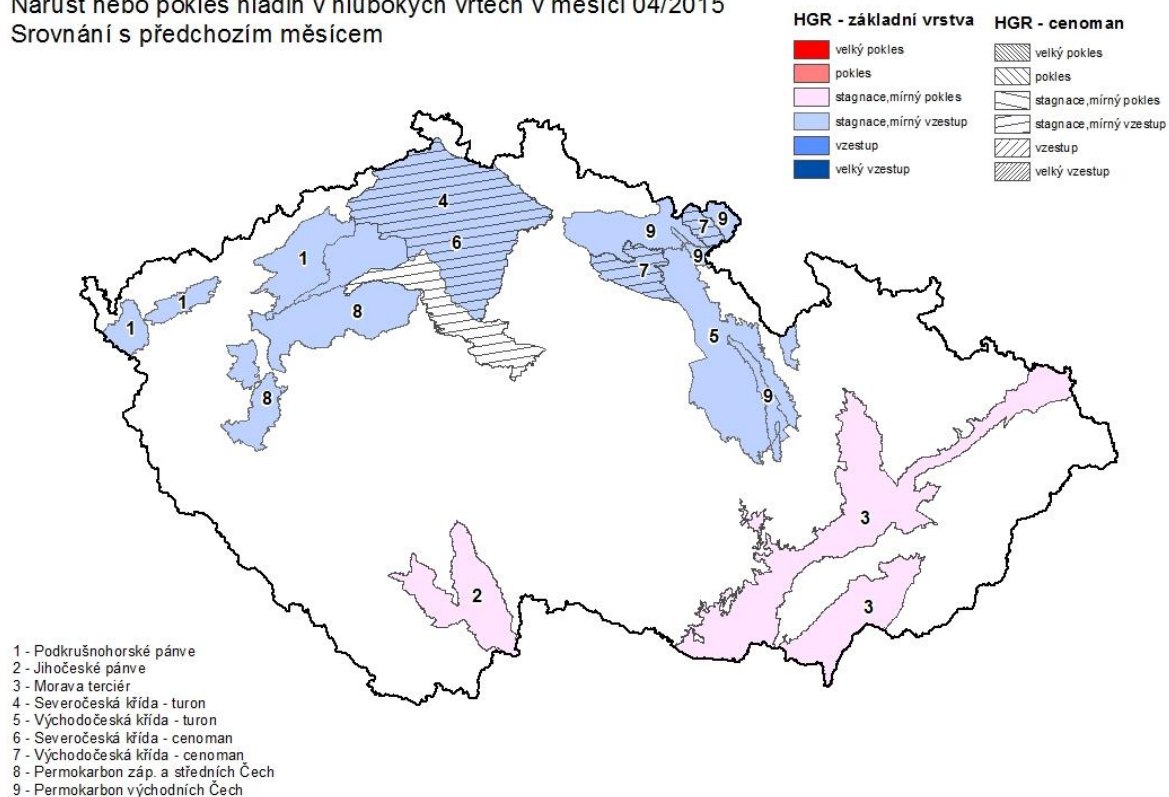 Nárůst nebo pokles hladin v hlubokých vrtech v měsíci 04/2015
Srovnání s předchozím měsícem
HGR - základní vrstva
velký pokles
pokles
stagnace,mírný pokles
stagnace,mírný vzestup
vzestup
velký vzestup
HGR - cenoman
velký pokles
pokles
stagnace,mírný pokles
stagnace,mírný vzestup
vzestup
velký vzestup
4
9
7
9
6
1
7
9
1
1
8
5
8
9
3
2
3
1 - Podkrušnohorské pánve
2 - Jihočeské pánve
3 - Morava terciér
4 - Severočeská křída - turon
5 - Východočeská křída - turon
6 - Severočeská křída - cenoman
7 - Východočeská křída - cenoman
8 - Permokarbon záp. a středních Čech
9 - Permokarbon východních Čech